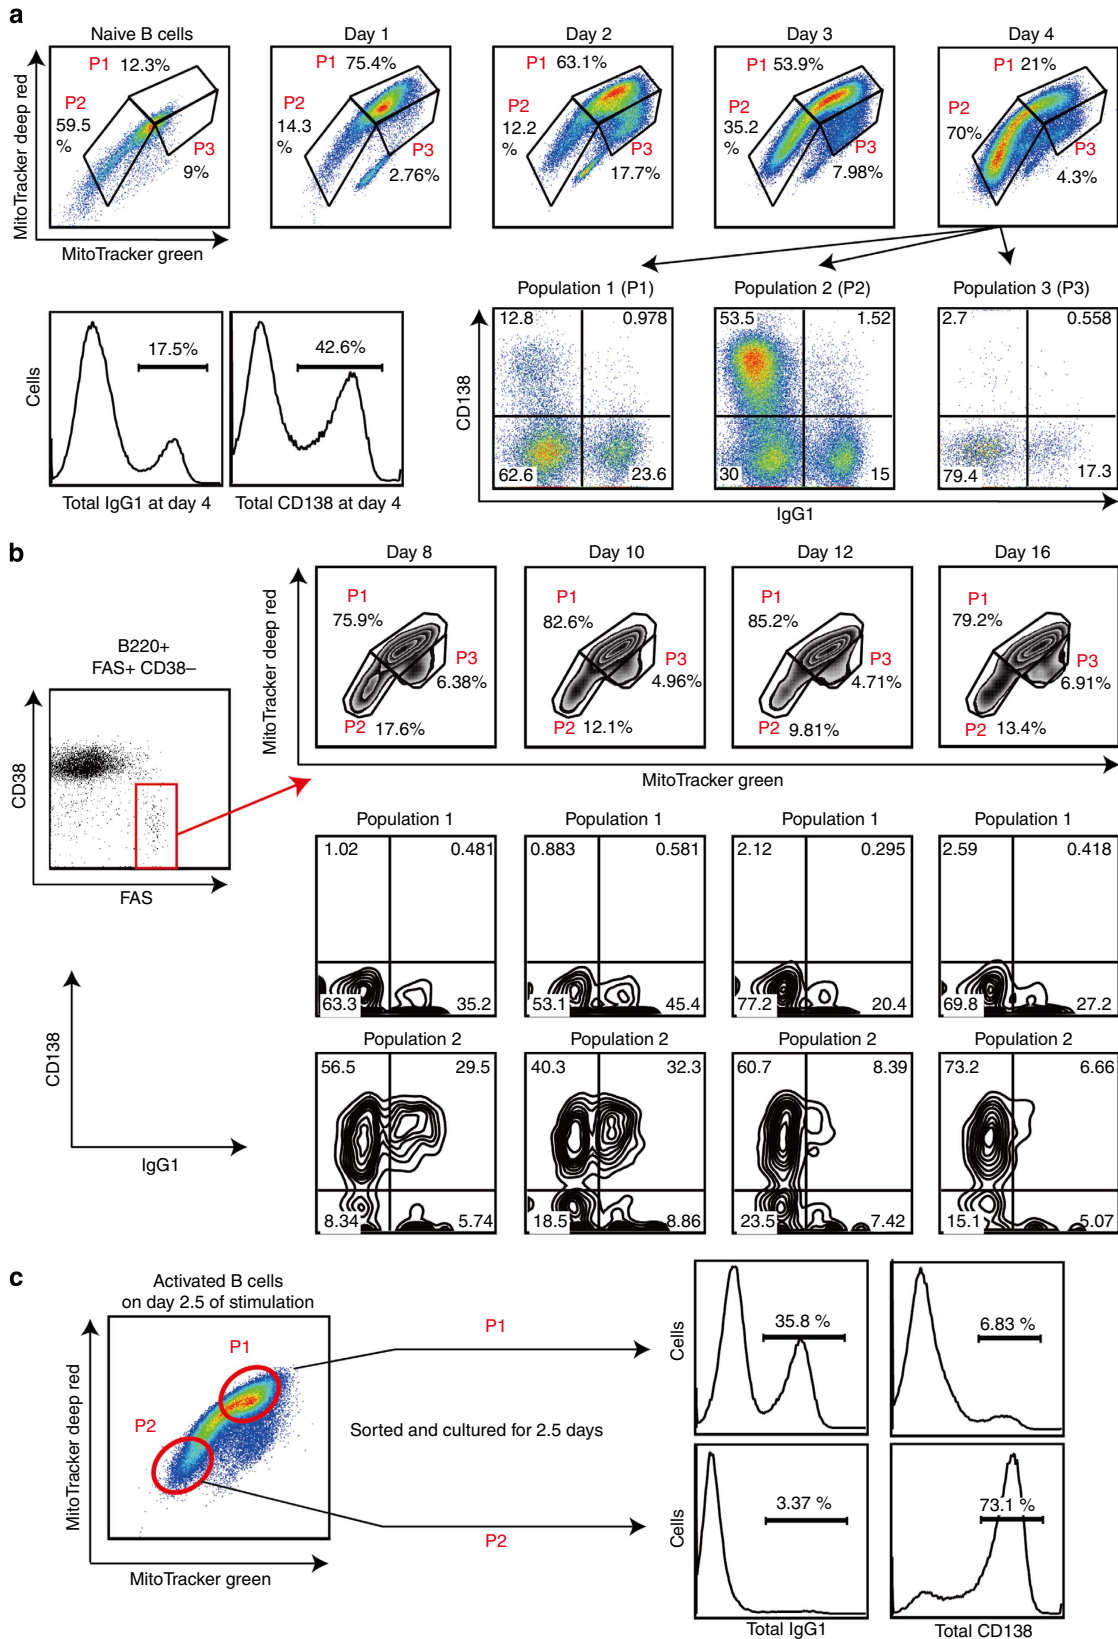 a
Naive B cells
Day 1
Day 2
Day 3
Day 4
MitoTracker deep red
P1 12.3%
P2
59.5
%
P3
9%
P1 75.4%
P2
14.3
%
P3
2.76%
P1 63.1%
P2
12.2
%
P3
17.7%
P1 53.9%
P2
35.2
%
P3
7.98%
P1 21%
P2
70%
P3
4.3%
MitoTracker green
Cells
17.5%
Total IgG1 at day 4
42.6%
Total CD138 at day 4
Population 1 (P1)
Population 2 (P2)
Population 3 (P3)
CD138
12.8
0.978
62.6
23.6
53.5
1.52
30
15
2.7
0.558
79.4
17.3
IgG1
b
B220+
FAS+ CD38–
CD38
FAS
Day 8
Day 10
Day 12
Day 16
MitoTracker deep red
P1
75.9%
P3
6.38%
P2 17.6%
P1
82.6%
4.96%
12.1%
P1
85.2%
P3
4.71%
P2 9.81%
P1
79.2%
P3
6.91%
P2
13.4%
MitoTracker green
Population 1
Population 1
Population 1
Population 1
1.02
0.481
63.3
35.2
0.883
0.581
53.1
45.4
2.12
0.295
77.2
20.4
2.59
0.418
69.8
27.2
CD138
IgG1
Population 2
Population 2
Population 2
Population 2
56.5
29.5
8.34
5.74
40.3
32.3
18.5
8.86
60.7
8.39
23.5
7.42
73.2
6.66
15.1
5.07
c
Activated B cells
on day 2.5 of stimulation
MitoTracker deep red
P1
P2
MitoTracker green
P1
Sorted and cultured for 2.5 days
P2
Cells
35.8 %
6.83 %
Cells
3.37 %
73.1 %
Total IgG1
Total CD138